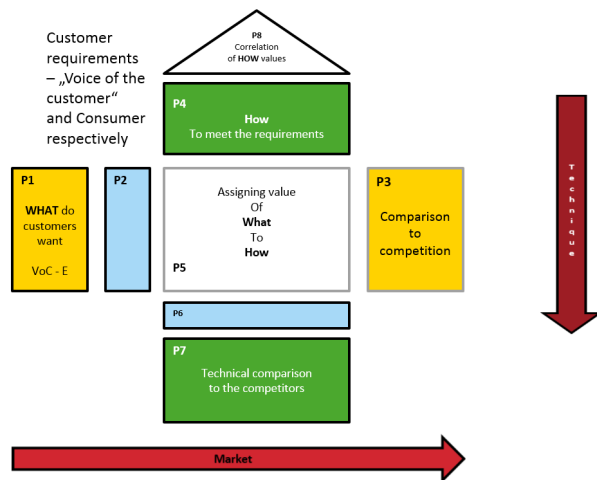 Customer
requirements
– „Voice of the
customer“
and Consumer
respectively
P8
Correlation
of HOW values
P4
How
To meet the requirements
P1
WHAT do
customers
want
VoC - E
P2
Assigning value
Of
What
To
How
P5
P3
Comparison
to
competition
P6
P7
Technical comparison
to the competitors
Technique
Market